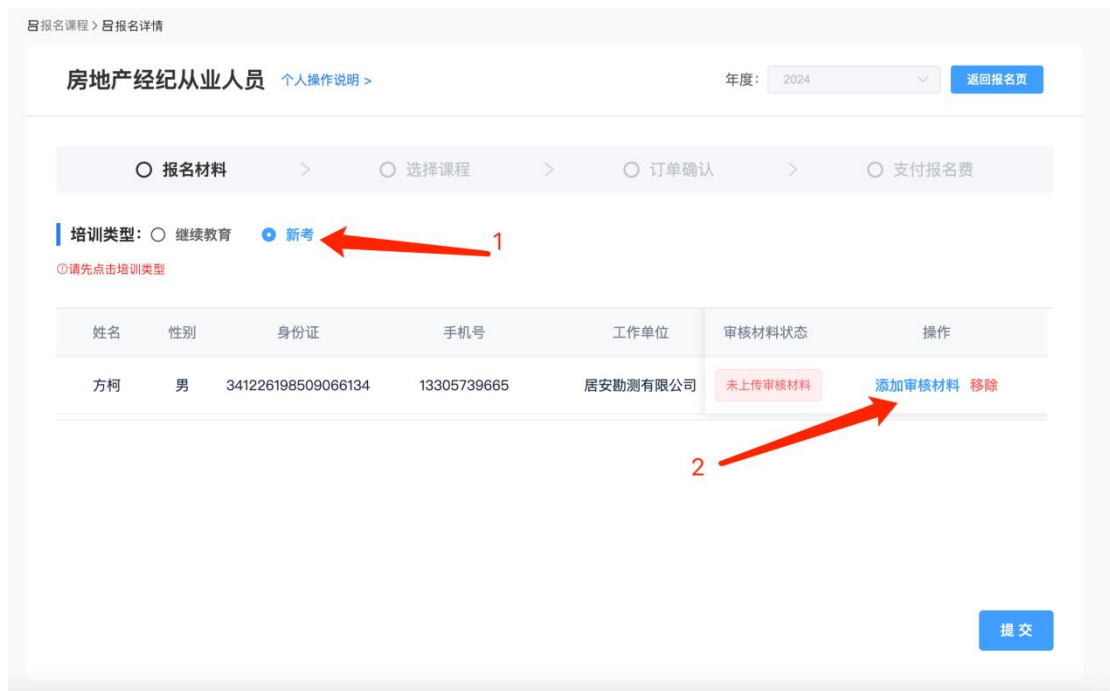 报名课程 > 报名详情
房地产经纪从业人员 个人操作说明 > 年度： 2024 返回报名页
报名材料 > 选择课程 > 订单确认 > 支付报名费
培训类型： 继续教育 新考 1
请先点击培训类型
姓名 性别 身份证 手机号 工作单位 审核材料状态 操作
方柯 男 341226198509066134 13305739665 居安勘测有限公司 未上传审核材料 添加审核材料 移除
2
提 交